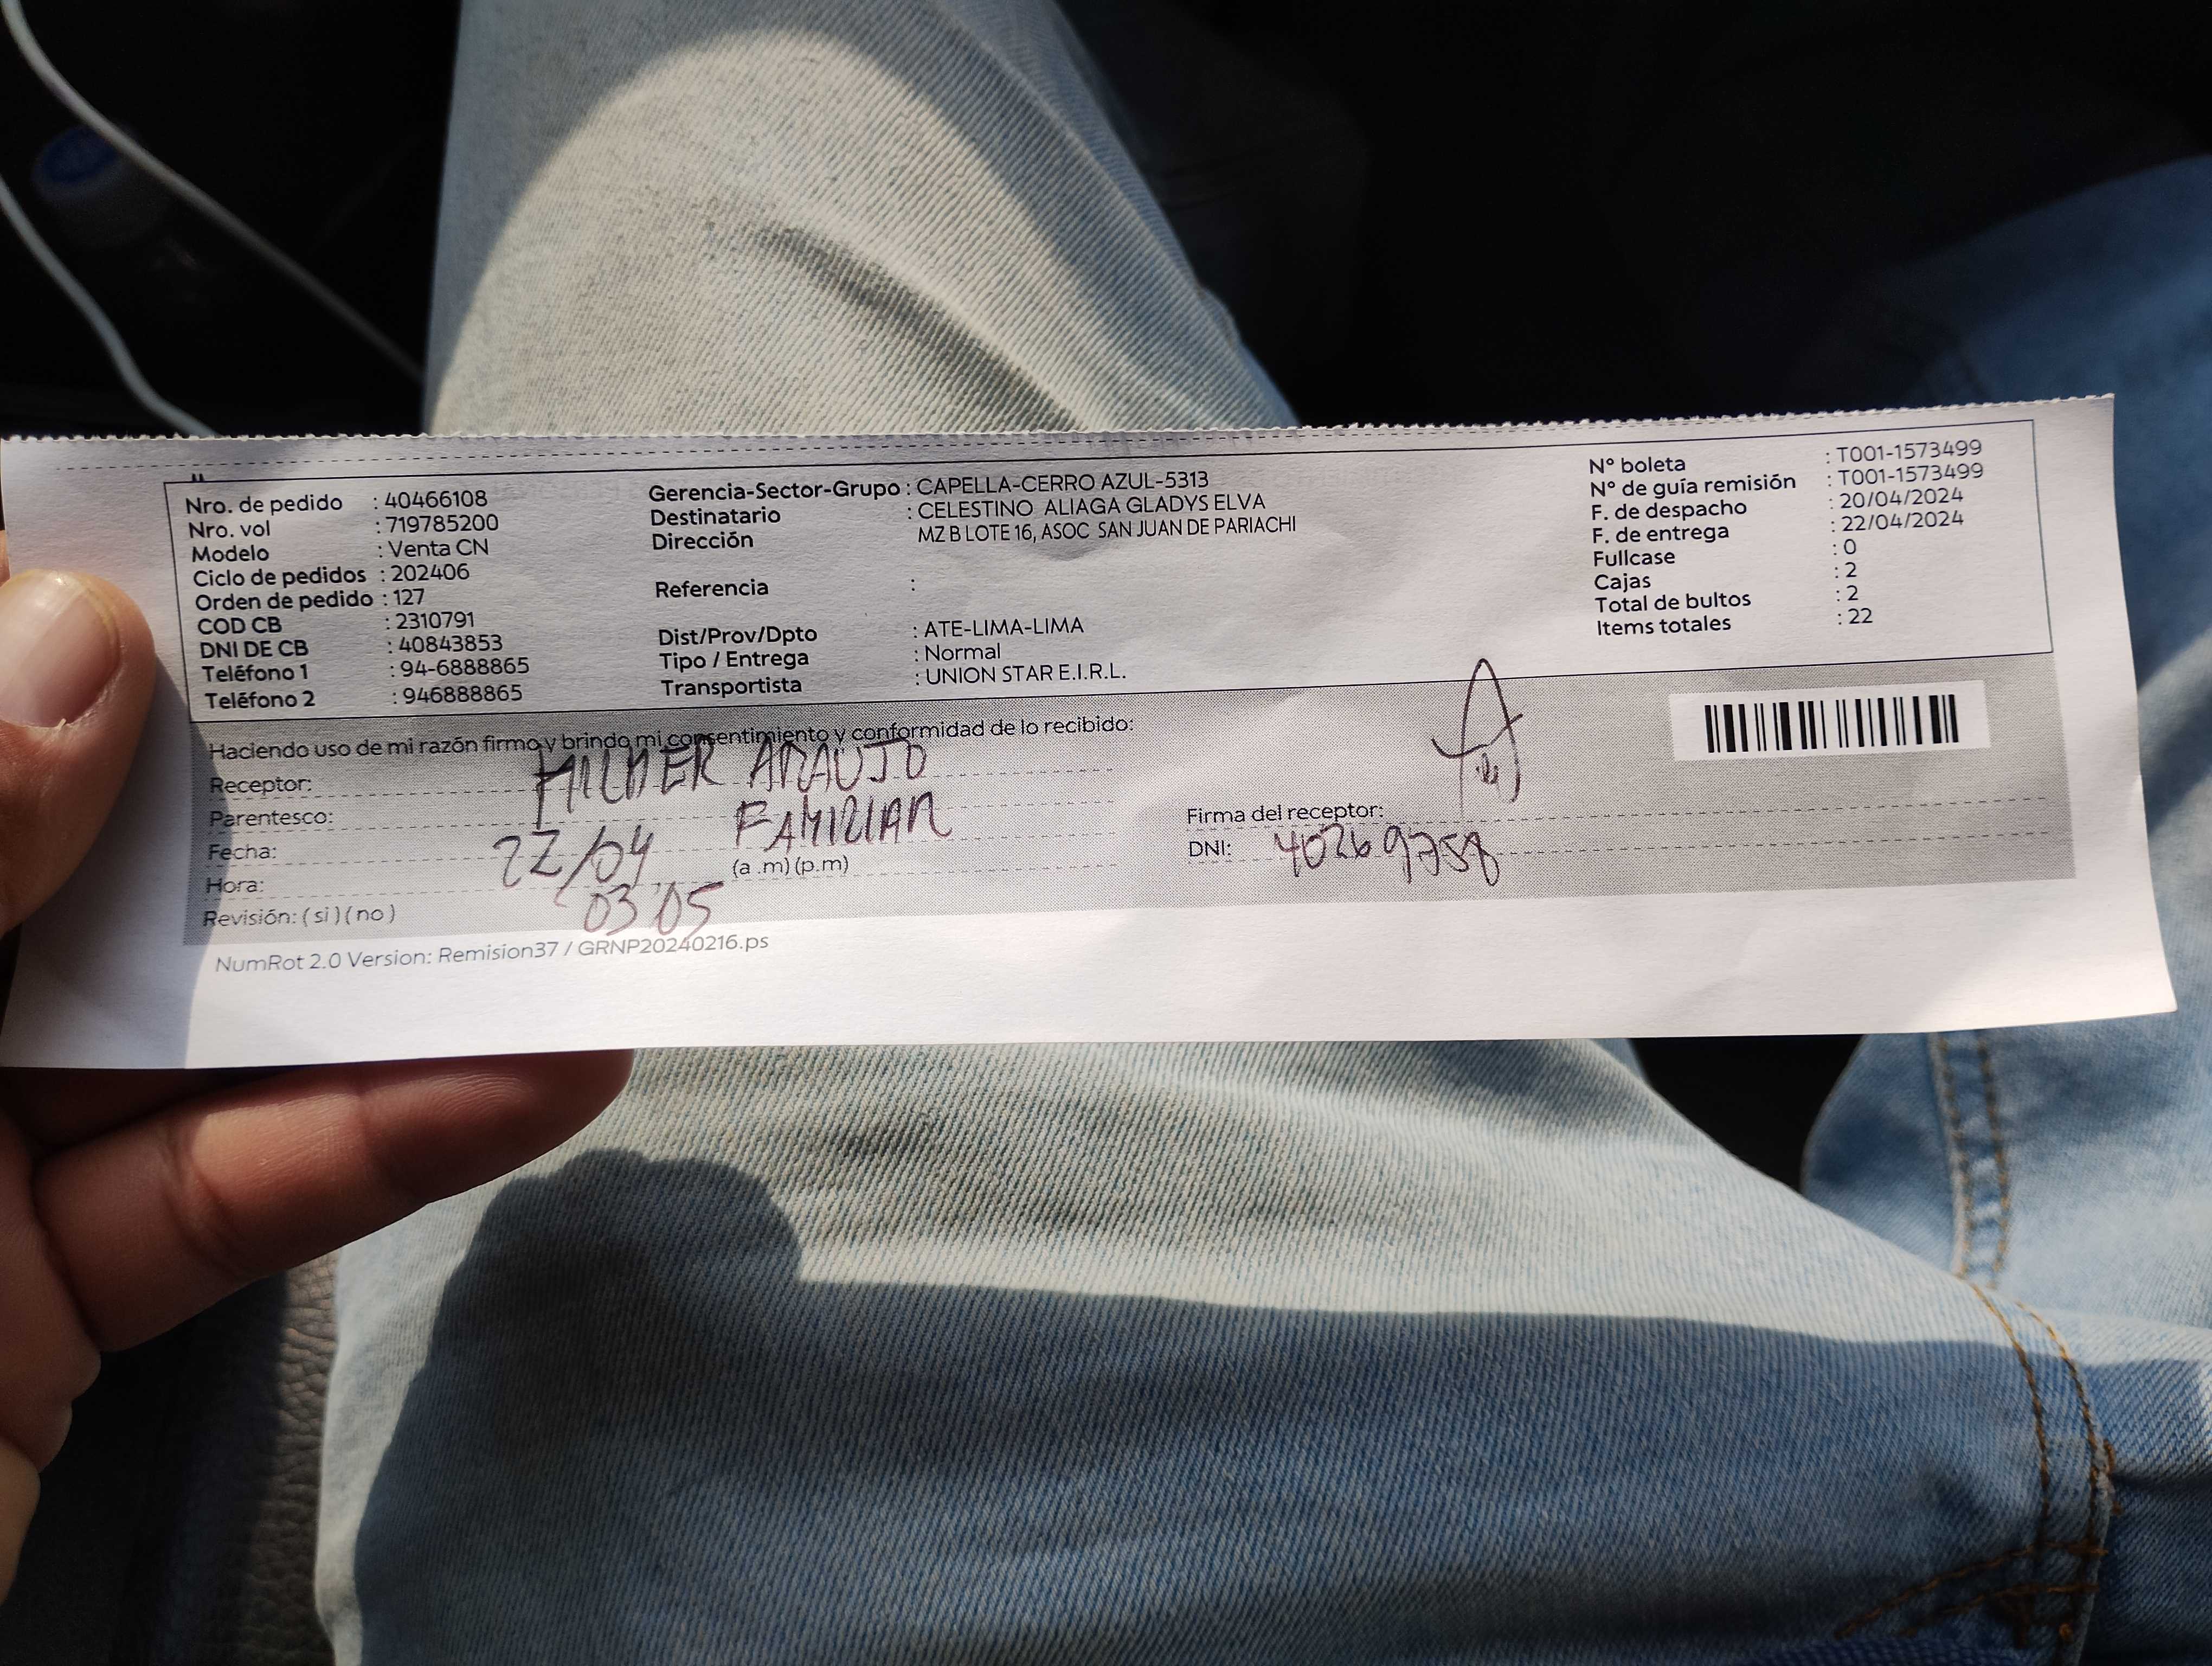 Nro. de pedido : 40466108
Nro. vol : 719785200
Modelo : Venta CN
Ciclo de pedidos : 202406
Orden de pedido : 127
COD CB : 2310791
DNI DE CB : 40843853
Teléfono 1 : 94-6888865
Teléfono 2 : 946888865
Gerencia-Sector-Grupo : CAPELLA-CERRO AZUL-5313
Destinatario : CELESTINO ALIAGA GLADYS ELVA
Dirección MZ B LOTE 16, ASOC SAN JUAN DE PARIACHI
Referencia :
Dist/Prov/Dpto : ATE-LIMA-LIMA
Tipo / Entrega : Normal
Transportista : UNION STAR E.I.R.L.
N° boleta : T001-1573499
N° de guía remisión : T001-1573499
F. de despacho : 20/04/2024
F. de entrega : 22/04/2024
Fullcase : 0
Cajas : 2
Total de bultos : 2
Items totales : 22
Haciendo uso de mi razón firmo y brindo mi consentimiento y conformidad de lo recibido:
Receptor: ARAUJO
Parentesco: FAMILIAR
Fecha: 22/04
Hora: 03:05 (a .m) (p.m)
Revisión: ( si ) ( no )
Firma del receptor:
DNI: 40269758
NumRot 2.0 Version: Remision37 / GRNP20240216.ps